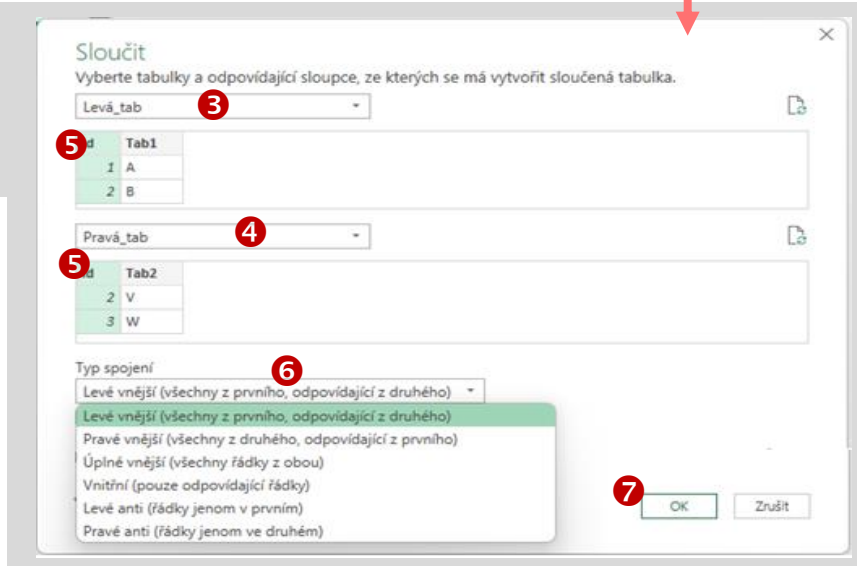 Sloučit
Vyberte tabulky a odpovídající sloupce, ze kterých se má vytvořit sloučená tabulka.
Levá_tab 3
5 d Tab1
1 A
2 B
Pravá_tab 4
5 Tab2
2 V
3 W
Typ spojení 6
Levé vnější (všechny z prvního, odpovídající z druhého)
Levé vnější (všechny z prvního, odpovídající z druhého)
Pravé vnější (všechny z druhého, odpovídající z prvního)
Úplné vnější (všechny řádky z obou)
Vnitřní (pouze odpovídající řádky)
7 OK Zrušit
Levé anti (řádky jenom v prvním)
Pravé anti (řádky jenom ve druhém)